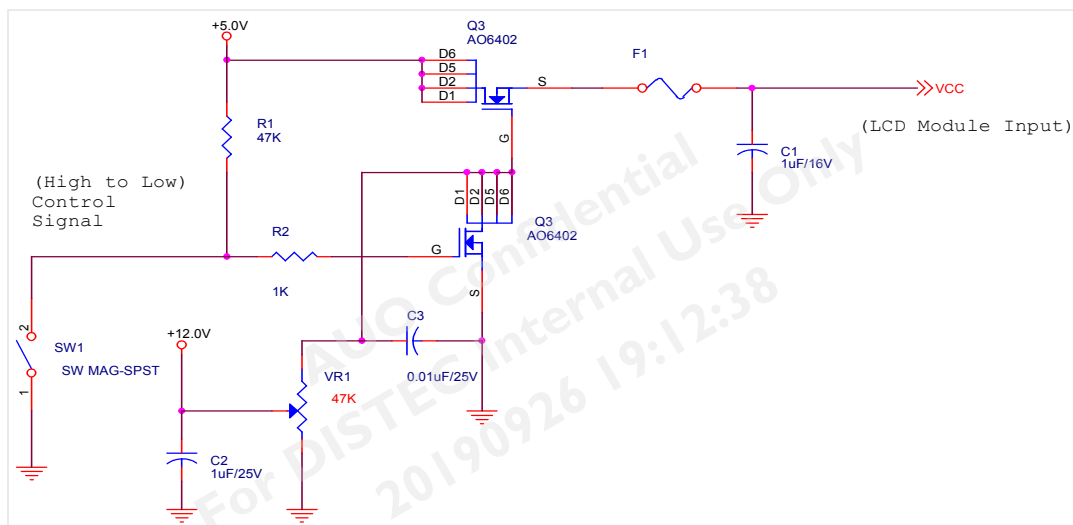 Q3
AO6402
+5.0V
D6
D5
D2
D1
S
G
F1
VCC
(LCD Module Input)
C1
1uF/16V
R1
47K
(High to Low)
Control
Signal
D1
D2
D5
D6
Q3
AO6402
G
S
R2
1K
C3
0.01uF/25V
+12.0V
2
SW1
SW MAG-SPST
1
VR1
47K
C2
1uF/25V
AUO Confidential
For DISTEC Internal Use Only
20190926 19:12:38